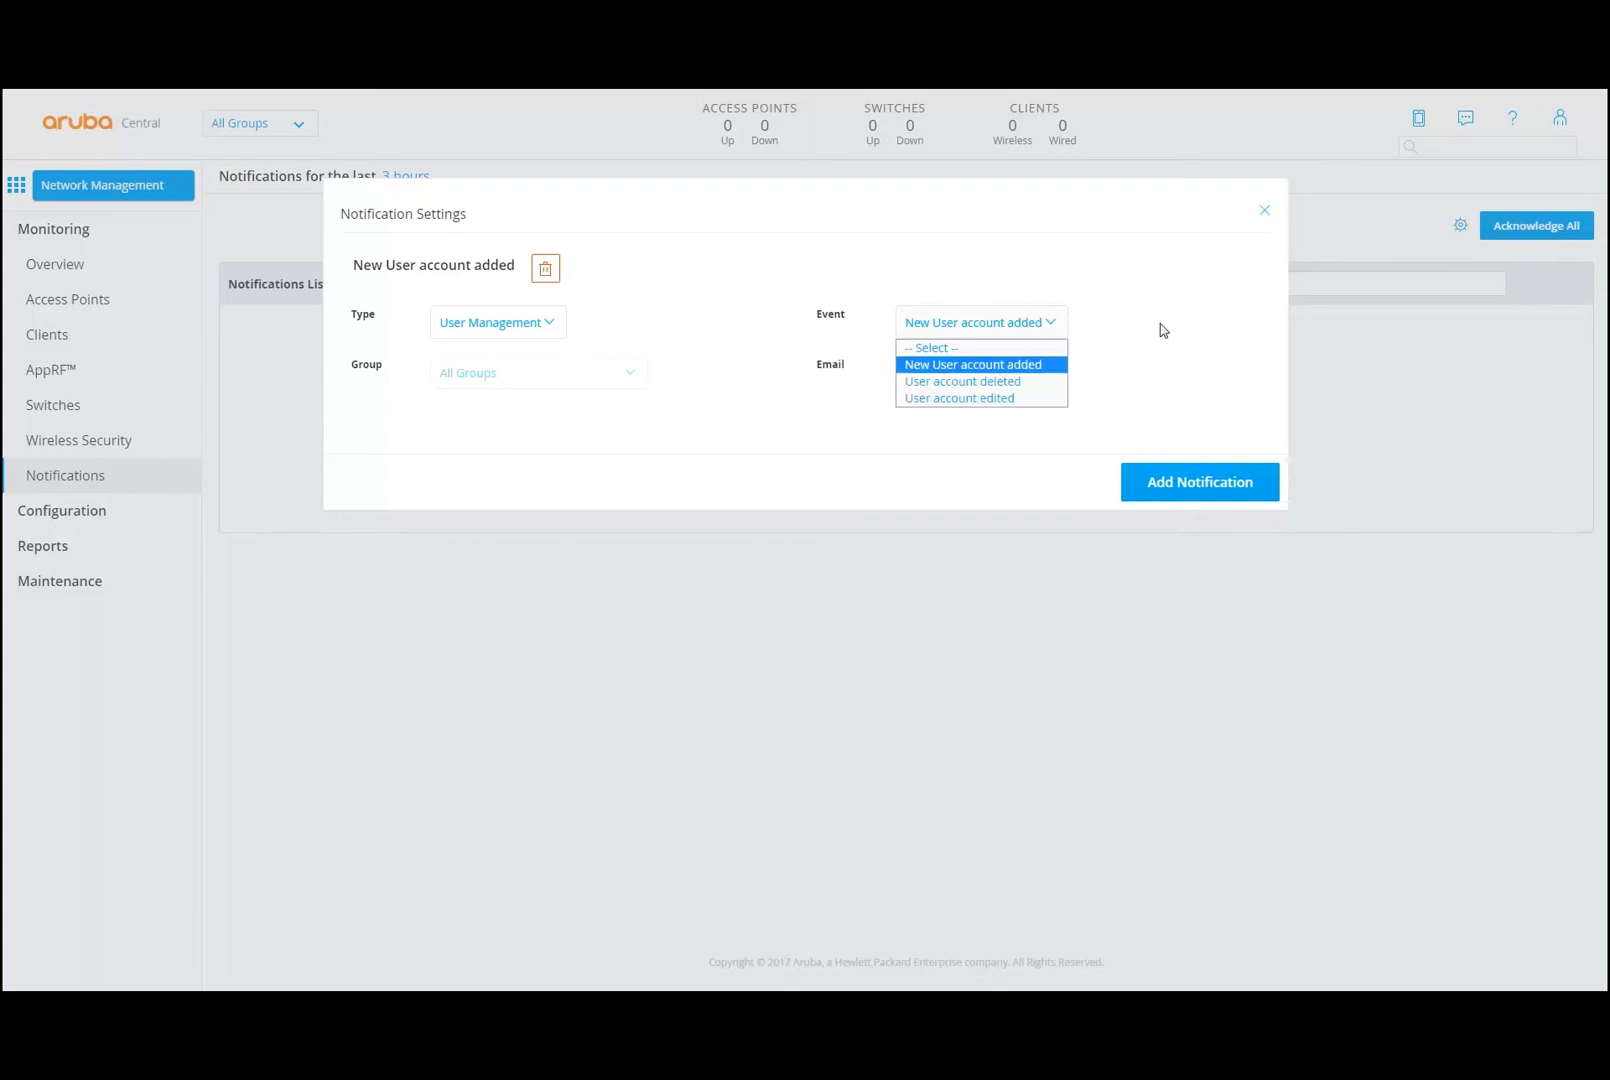 aruba Central
All Groups
ACCESS POINTS
0 0
Up Down
SWITCHES
0 0
Up Down
CLIENTS
0 0
Wireless Wired
?
Network Management
Notifications for the last 3 hours
Monitoring
Overview
Access Points
Clients
AppRF™
Switches
Wireless Security
Notifications
Configuration
Reports
Maintenance
Acknowledge All
Notifications Lis
Notification Settings
New User account added
Type
User Management
Event
New User account added
-- Select --
New User account added
User account deleted
User account edited
Group
All Groups
Email
Add Notification
Copyright © 2017 Aruba, a Hewlett Packard Enterprise company. All Rights Reserved.